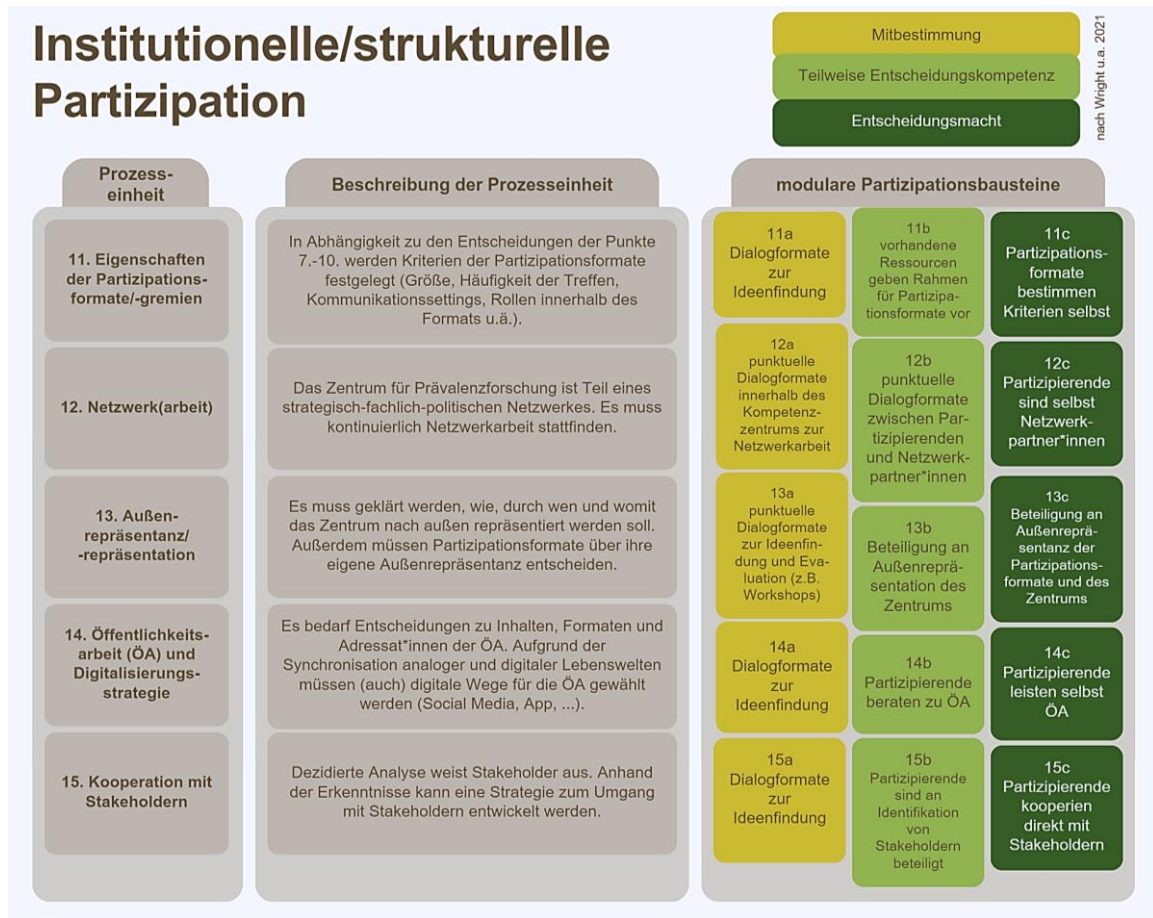 Institutionelle/strukturelle
Partizipation
Mitbestimmung
Teilweise Entscheidungskompetenz
Entscheidungsmacht
nach Wright u.a. 2021
Prozess-
einheit
Beschreibung der Prozesseinheit
modulare Partizipationsbausteine
11. Eigenschaften
der Partizipations-
formate/-gremien
In Abhängigkeit zu den Entscheidungen der Punkte
7.-10. werden Kriterien der Partizipationsformate
festgelegt (Größe, Häufigkeit der Treffen,
Kommunikationssettings, Rollen innerhalb des
Formats u.ä.).
11a
Dialogformate
zur
Ideenfindung
11b
vorhandene
Ressourcen
geben Rahmen
für Partizipa-
tionsformate vor
11c
Partizipations-
formate
bestimmen
Kriterien selbst
12. Netzwerk(arbeit)
Das Zentrum für Prävalenzforschung ist Teil eines
strategisch-fachlich-politischen Netzwerkes. Es muss
kontinuierlich Netzwerkarbeit stattfinden.
12a
punktuelle
Dialogformate
innerhalb des
Kompetenz-
zentrums zur
Netzwerkarbeit
12b
punktuelle
Dialogformate
zwischen Par-
tizipierenden
und Netzwerk-
partner*innen
12c
Partizipierende
sind selbst
Netzwerk-
partner*innen
13. Außen-
repräsentanz/
-repräsentation
Es muss geklärt werden, wie, durch wen und womit
das Zentrum nach außen repräsentiert werden soll.
Außerdem müssen Partizipationsformate über ihre
eigene Außenrepräsentanz entscheiden.
13a
punktuelle
Dialogformate
zur Ideenfin-
dung und Eva-
luation (z.B.
Workshops)
13b
Beteiligung an
Außenreprä-
sentation des
Zentrums
13c
Beteiligung an
Außenreprä-
sentanz der
Partizipations-
formate und des
Zentrums
14. Öffentlichkeits-
arbeit (ÖA) und
Digitalisierungs-
strategie
Es bedarf Entscheidungen zu Inhalten, Formaten und
Adressat*innen der ÖA. Aufgrund der
Synchronisation analoger und digitaler Lebenswelten
müssen (auch) digitale Wege für die ÖA gewählt
werden (Social Media, App, ...).
14a
Dialogformate
zur
Ideenfindung
14b
Partizipierende
beraten zu ÖA
14c
Partizipierende
leisten selbst
ÖA
15. Kooperation mit
Stakeholdern
Dezidierte Analyse weist Stakeholder aus. Anhand
der Erkenntnisse kann eine Strategie zum Umgang
mit Stakeholdern entwickelt werden.
15a
Dialogformate
zur
Ideenfindung
15b
Partizipierende
sind an
Identifikation
von
Stakeholdern
beteiligt
15c
Partizipierende
kooperien
direkt mit
Stakeholdern